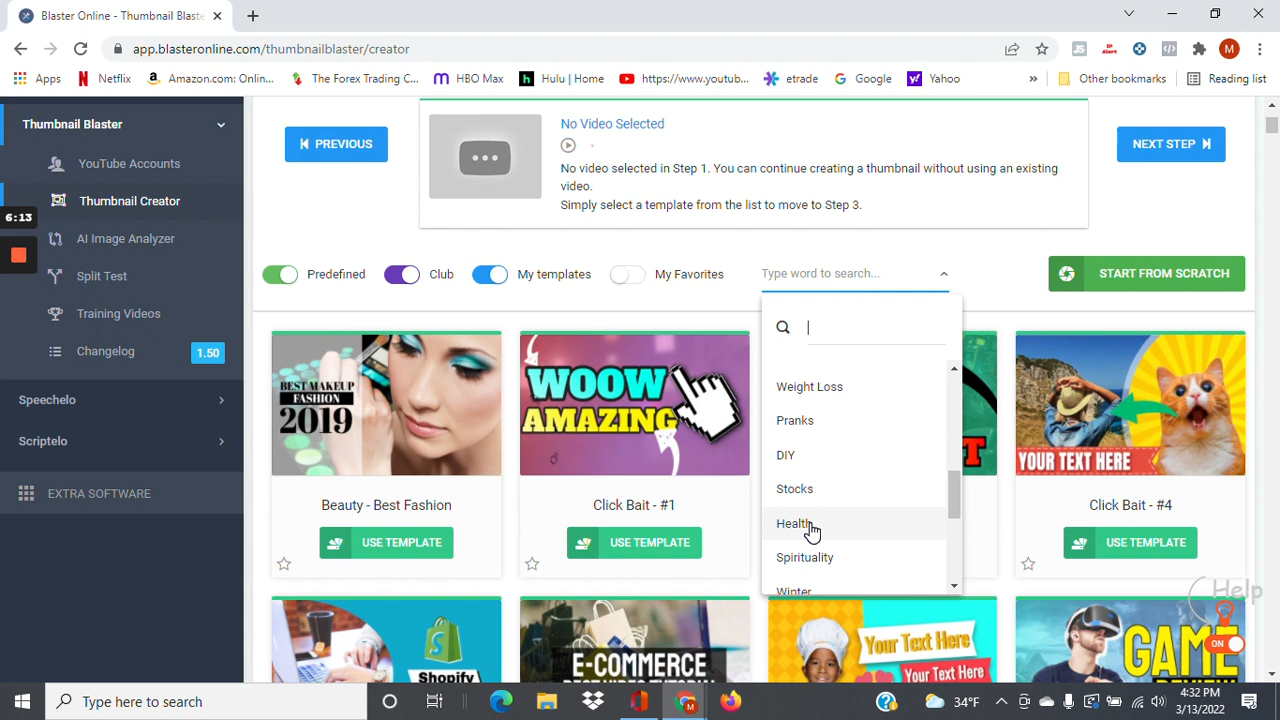 Blaster Online - Thumbnail Blaste
app.blasteronline.com/thumbnailblaster/creator
M
Apps
Netflix
Amazon.com: Onlin...
The Forex Trading C...
HBO Max
Hulu | Home
https://www.youtub...
etrade
Google
Yahoo
»
Other bookmarks
Reading list
Thumbnail Blaster
YouTube Accounts
Thumbnail Creator
6:13
AI Image Analyzer
Split Test
Training Videos
Changelog
1.50
Speechelo
Scriptelo
EXTRA SOFTWARE
PREVIOUS
No Video Selected
No video selected in Step 1. You can continue creating a thumbnail without using an existing
video.
Simply select a template from the list to move to Step 3.
NEXT STEP
Predefined
Club
My templates
My Favorites
Type word to search...
START FROM SCRATCH
Weight Loss
Pranks
DIY
Stocks
Health
Spirituality
Winter
BEST MAKEUP
FASHION
2019
Beauty - Best Fashion
USE TEMPLATE
WOOW
AMAZING
Click Bait - #1
USE TEMPLATE
YOUR TEXT HERE
Click Bait - #4
USE TEMPLATE
Shopify
E-COMMERCE
BEST VIDEO TUTORIAL
Your Text Here
Your Text Here
GAME
REVIEW
Help
ON
Type here to search
34°F
4:32 PM
3/13/2022